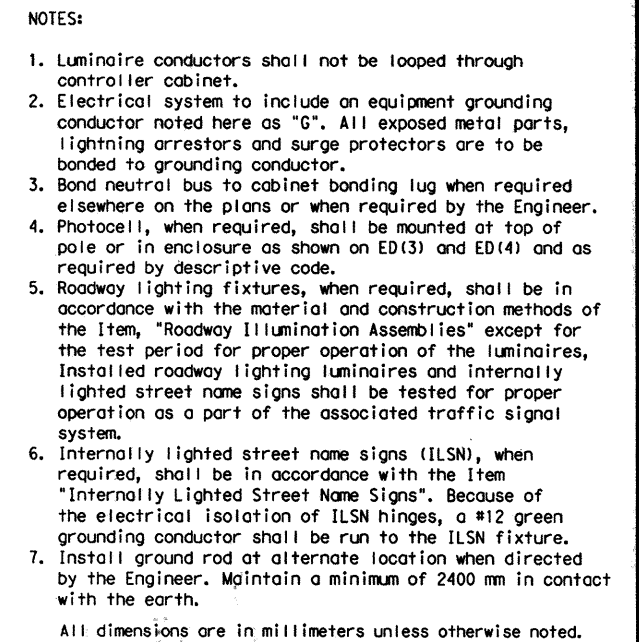 NOTES:
1. Luminaire conductors shall not be looped through
controller cabinet.
2. Electrical system to include an equipment grounding
conductor noted here as "G". All exposed metal parts,
lightning arrestors and surge protectors are to be
bonded to grounding conductor.
3. Bond neutral bus to cabinet bonding lug when required
elsewhere on the plans or when required by the Engineer.
4. Photocell, when required, shall be mounted at top of
pole or in enclosure as shown on ED(3) and ED(4) and as
required by descriptive code.
5. Roadway lighting fixtures, when required, shall be in
accordance with the material and construction methods of
the Item, "Roadway Illumination Assemblies" except for
the test period for proper operation of the luminaires,
Installed roadway lighting luminaires and internally
lighted street name signs shall be tested for proper
operation as a part of the associated traffic signal
system.
6. Internally lighted street name signs (ILSN), when
required, shall be in accordance with the Item
"Internally Lighted Street Name Signs". Because of
the electrical isolation of ILSN hinges, a #12 green
grounding conductor shall be run to the ILSN fixture.
7. Install ground rod at alternate location when directed
by the Engineer. Maintain a minimum of 2400 mm in contact
with the earth.
All dimensions are in millimeters unless otherwise noted.